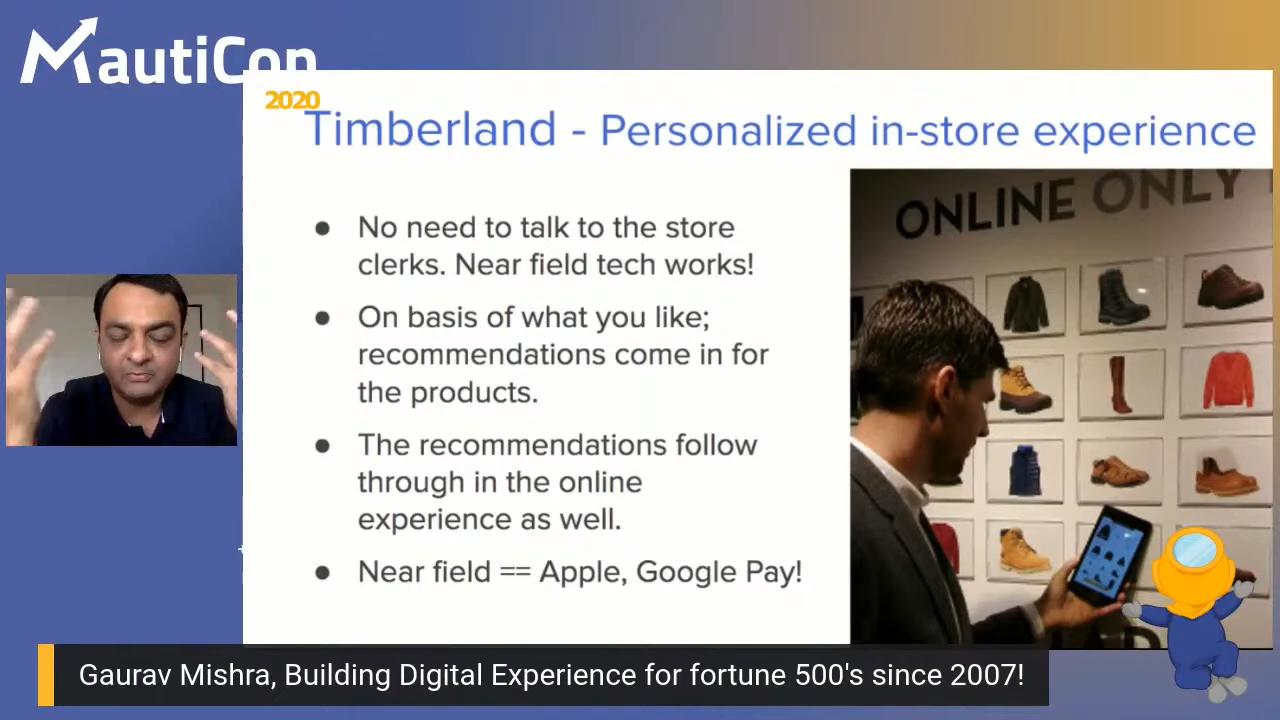 MautiCon
2020
Timberland - Personalized in-store experience
● No need to talk to the store
clerks. Near field tech works!
● On basis of what you like;
recommendations come in for
the products.
● The recommendations follow
through in the online
experience as well.
● Near field == Apple, Google Pay!
ONLINE ONLY
Gaurav Mishra, Building Digital Experience for fortune 500's since 2007!